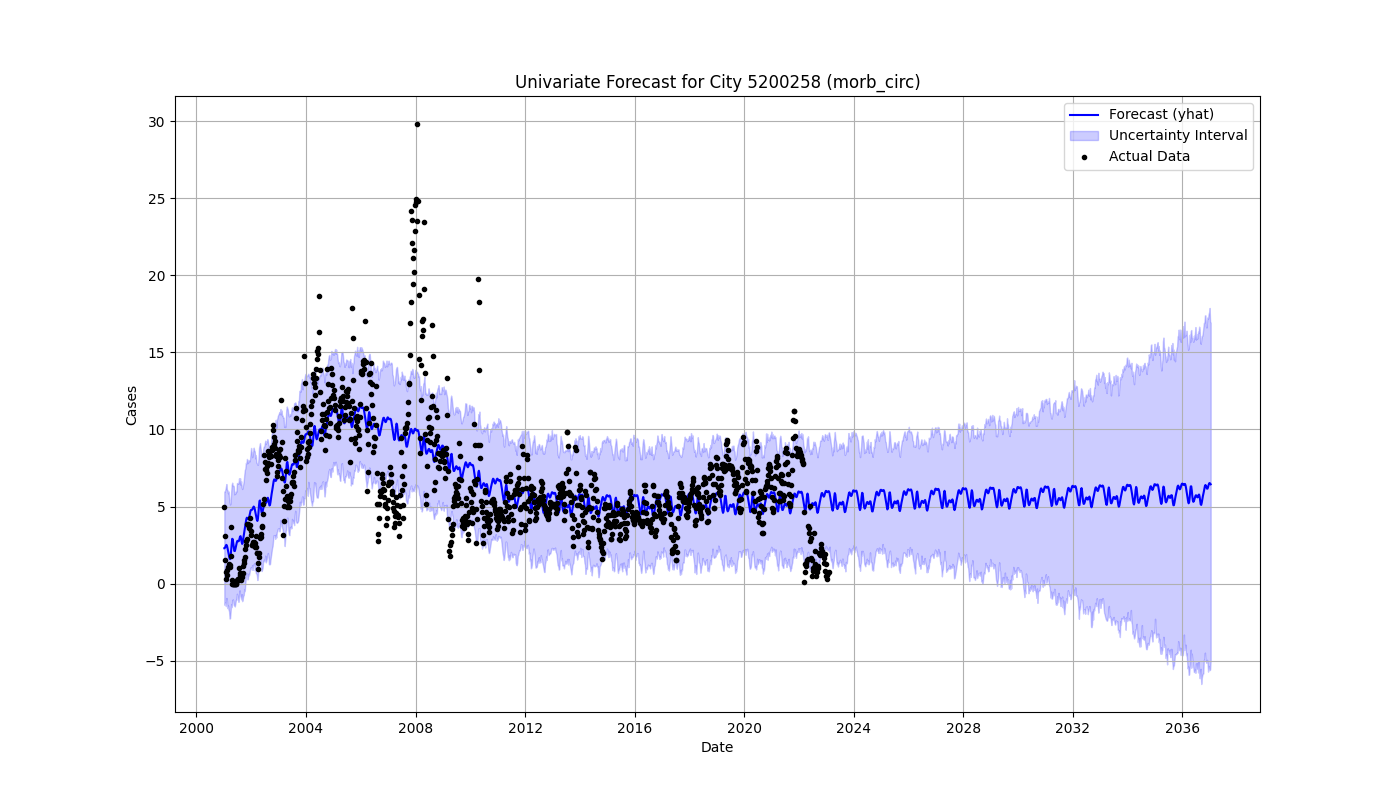 Univariate Forecast for City 5200258 (morb_circ)
Forecast (yhat)
Uncertainty Interval
Actual Data
Cases
30
25
20
15
10
5
0
−5
2000 2004 2008 2012 2016 2020 2024 2028 2032 2036
Date